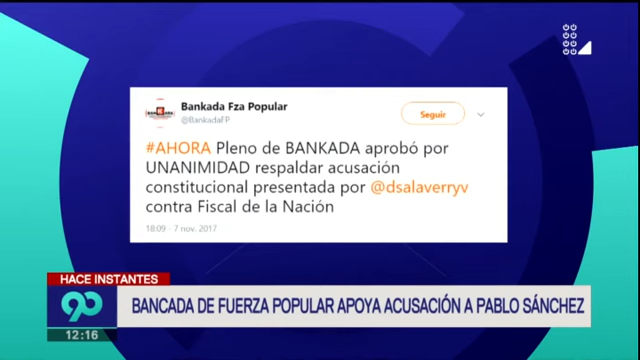 Bankada Fza Popular
@BankadaFP
Seguir
#AHORA Pleno de BANKADA aprobó por
UNANIMIDAD respaldar acusación
constitucional presentada por @dsalaverryv
contra Fiscal de la Nación
18:09 - 7 nov. 2017
HACE INSTANTES
90
BANCADA DE FUERZA POPULAR APOYA ACUSACIÓN A PABLO SÁNCHEZ
12:16